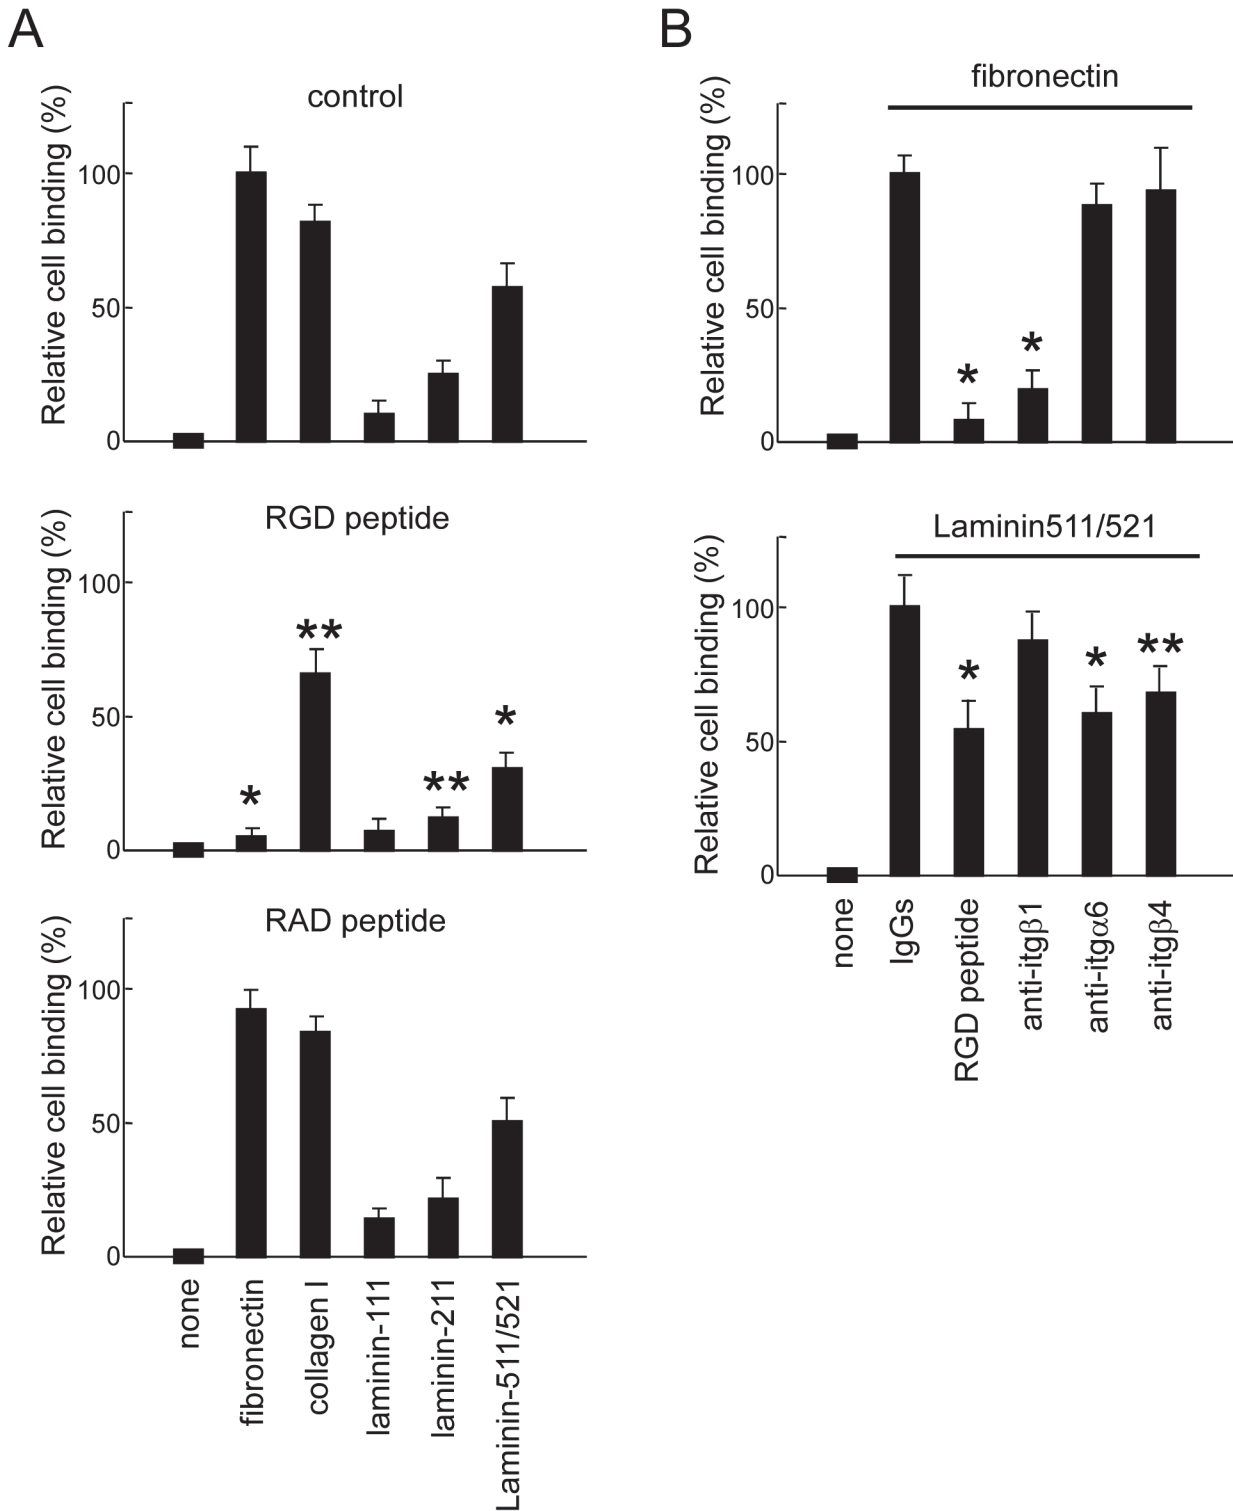 A
control
Relative cell binding (%)
100
50
0
RGD peptide
**
*
**
*
Relative cell binding (%)
100
50
0
RAD peptide
Relative cell binding (%)
100
50
0
none
fibronectin
collagen I
laminin-111
laminin-211
Laminin-511/521
B
fibronectin
Relative cell binding (%)
100
50
0
*
*
Laminin511/521
Relative cell binding (%)
100
50
0
*
*
**
none
IgGs
RGD peptide
anti-itgβ1
anti-itgα6
anti-itgβ4